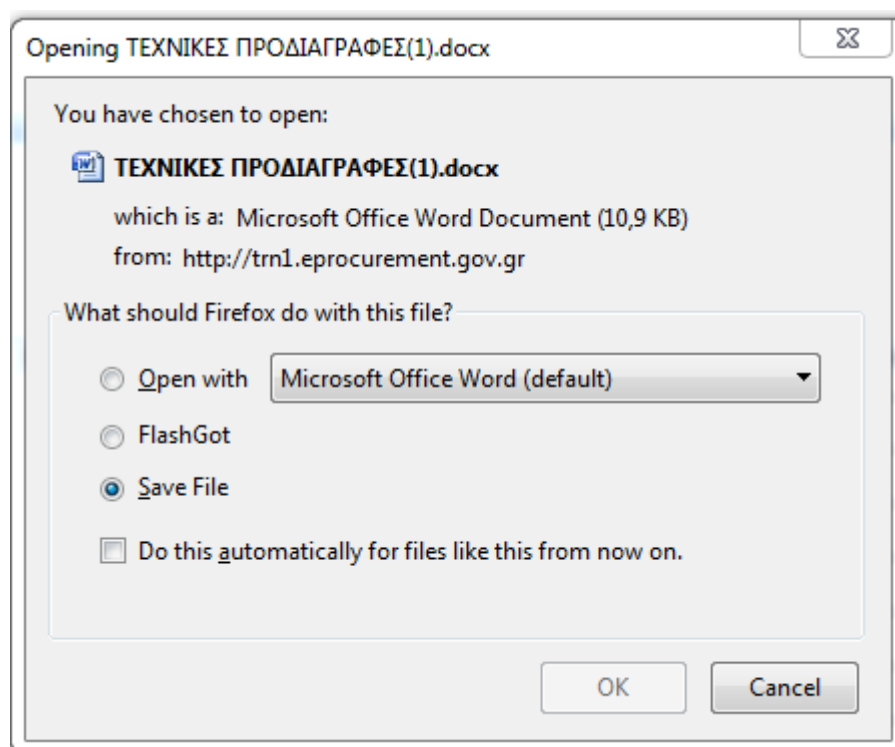 Opening ΤΕΧΝΙΚΕΣ ΠΡΟΔΙΑΓΡΑΦΕΣ(1).docx
You have chosen to open:
ΤΕΧΝΙΚΕΣ ΠΡΟΔΙΑΓΡΑΦΕΣ(1).docx
which is a: Microsoft Office Word Document (10,9 KB)
from: http://trn1.eprocurement.gov.gr
What should Firefox do with this file?
Open with Microsoft Office Word (default)
FlashGot
Save File
Do this automatically for files like this from now on.
OK Cancel